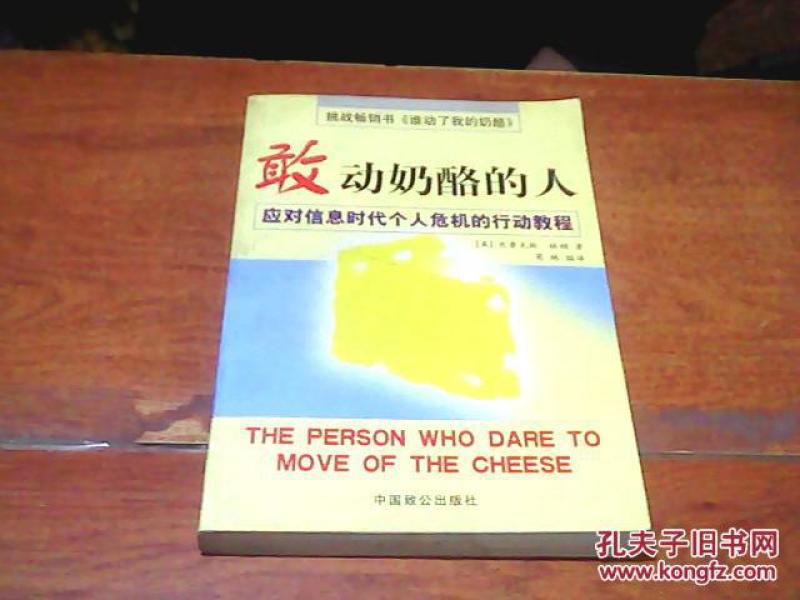 挑战畅销书《谁动了我的奶酪》
敢动奶酪的人
应对信息时代个人危机的行动教程
THE PERSON WHO DARE TO
MOVE OF THE CHEESE
中国致公出版社
孔夫子旧书网
www.kongfz.com